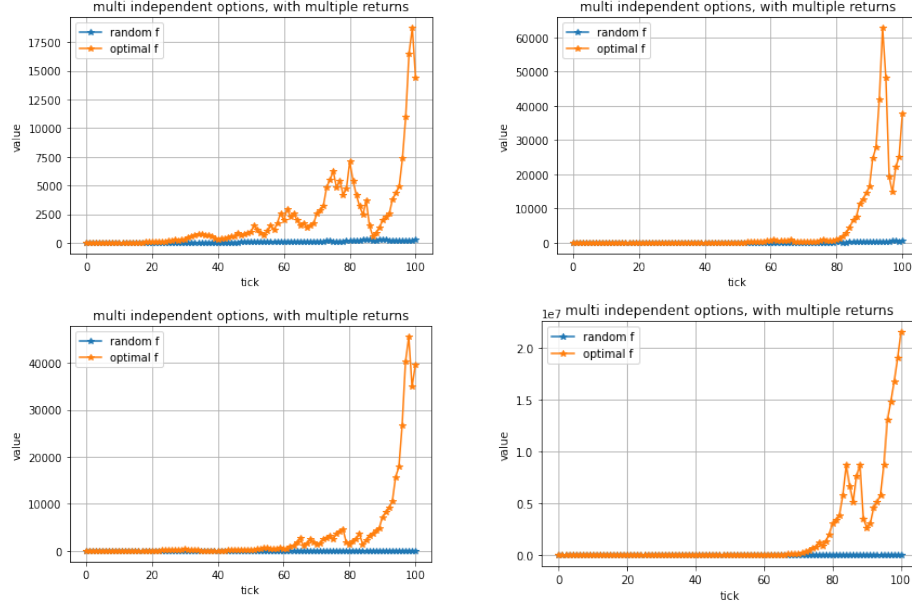 multi independent options, with multiple returns
random f
optimal f
17500
15000
12500
10000
7500
5000
2500
0
value
0 20 40 60 80 100
tick
multi independent options, with multiple returns
random f
optimal f
60000
50000
40000
30000
20000
10000
0
value
0 20 40 60 80 100
tick
multi independent options, with multiple returns
random f
optimal f
40000
30000
20000
10000
0
value
0 20 40 60 80 100
tick
multi independent options, with multiple returns
1e7
random f
optimal f
2.0
1.5
1.0
0.5
0.0
value
0 20 40 60 80 100
tick